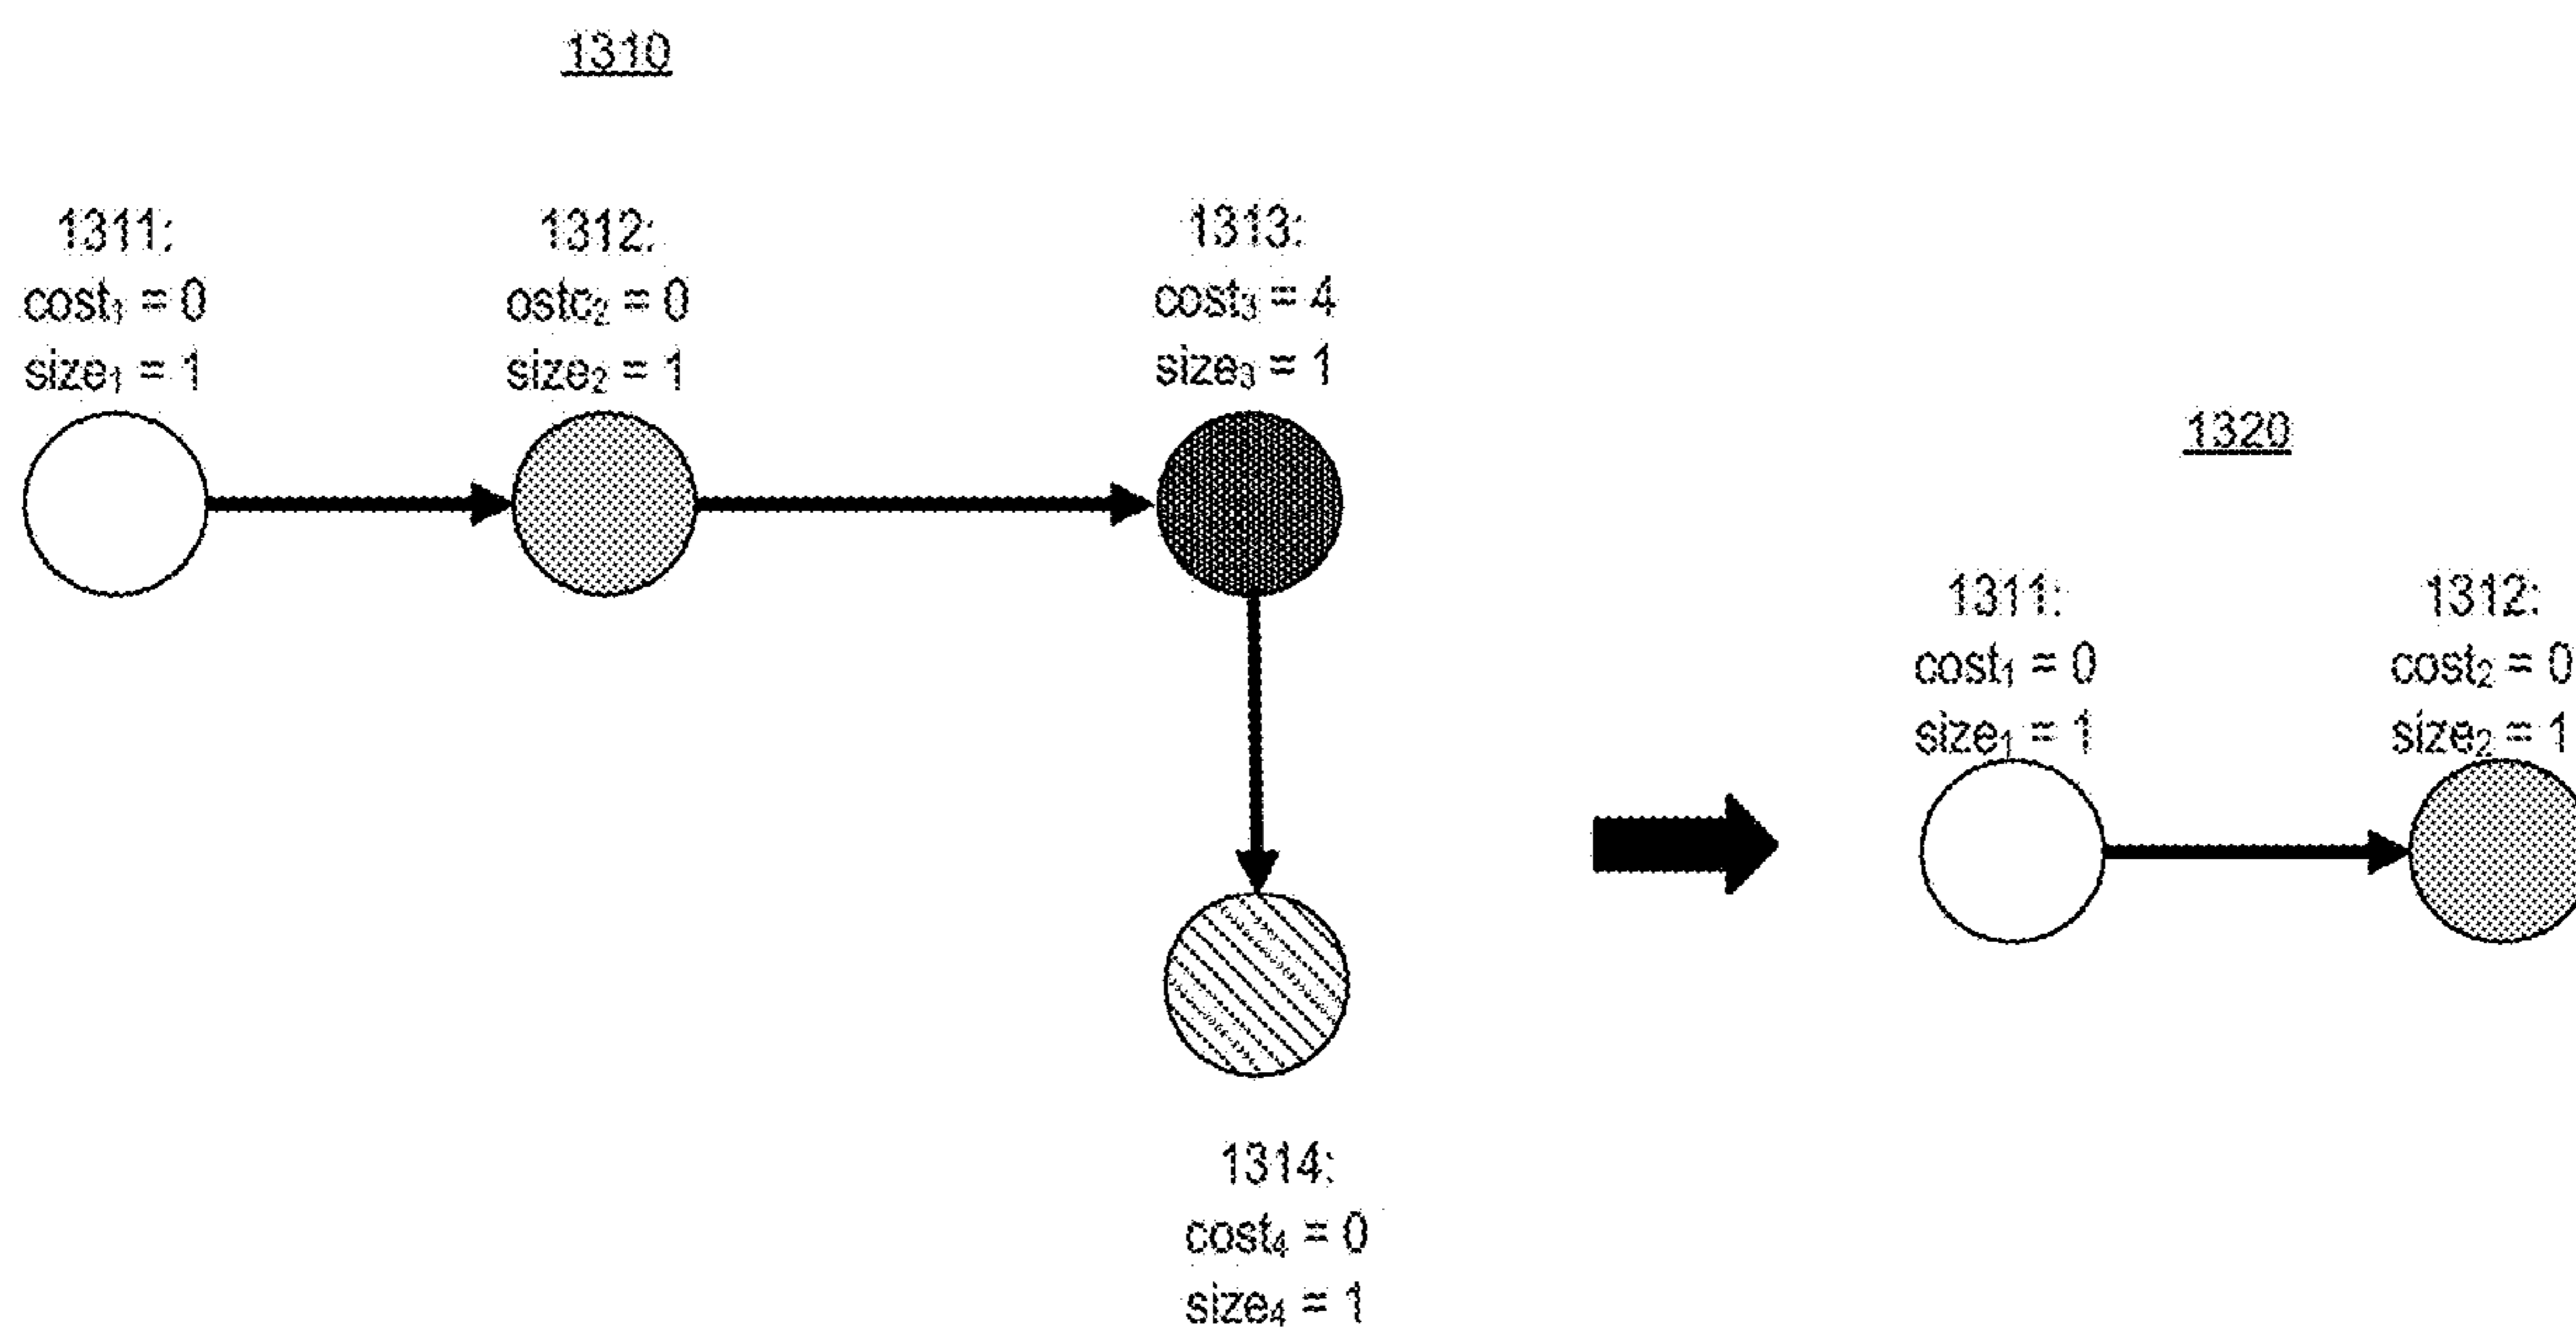 1310
1311:
cost₁ = 0
size₁ = 1
1312:
ostc₂ = 0
size₂ = 1
1313:
cost₃ = 4
size₃ = 1
1314:
cost₄ = 0
size₄ = 1
1320
1311:
cost₁ = 0
size₁ = 1
1312:
cost₂ = 0
size₂ = 1